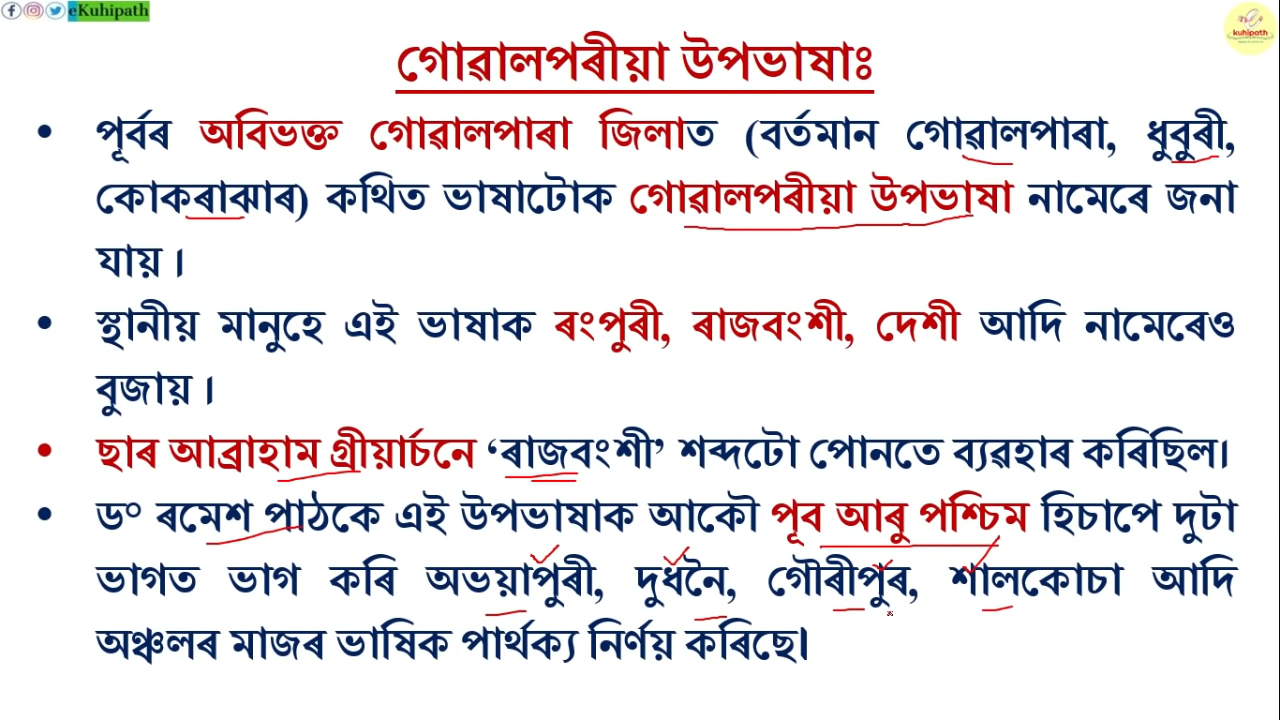 eKuhipath
kuhipath
গোৱালপৰীয়া উপভাষাঃ
• পূৰ্বৰ অবিভক্ত গোৱালপাৰা জিলাত (বৰ্তমান গোৱালপাৰা, ধুবুৰী,
কোকৰাঝাৰ) কথিত ভাষাটোক গোৱালপৰীয়া উপভাষা নামেৰে জনা
যায়।
• স্থানীয় মানুহে এই ভাষাক ৰংপুৰী, ৰাজবংশী, দেশী আদি নামেৰেও
বুজায়।
• ছাৰ আব্ৰাহাম গ্ৰীয়াৰ্চনে ‘ৰাজবংশী’ শব্দটো পোনতে ব্যৱহাৰ কৰিছিল।
• ড° ৰমেশ পাঠকে এই উপভাষাক আকৌ পূব আৰু পশ্চিম হিচাপে দুটা
ভাগত ভাগ কৰি অভয়াপুৰী, দুধনৈ, গৌৰীপুৰ, শালকোচা আদি
অঞ্চলৰ মাজৰ ভাষিক পাৰ্থক্য নিৰ্ণয় কৰিছে।